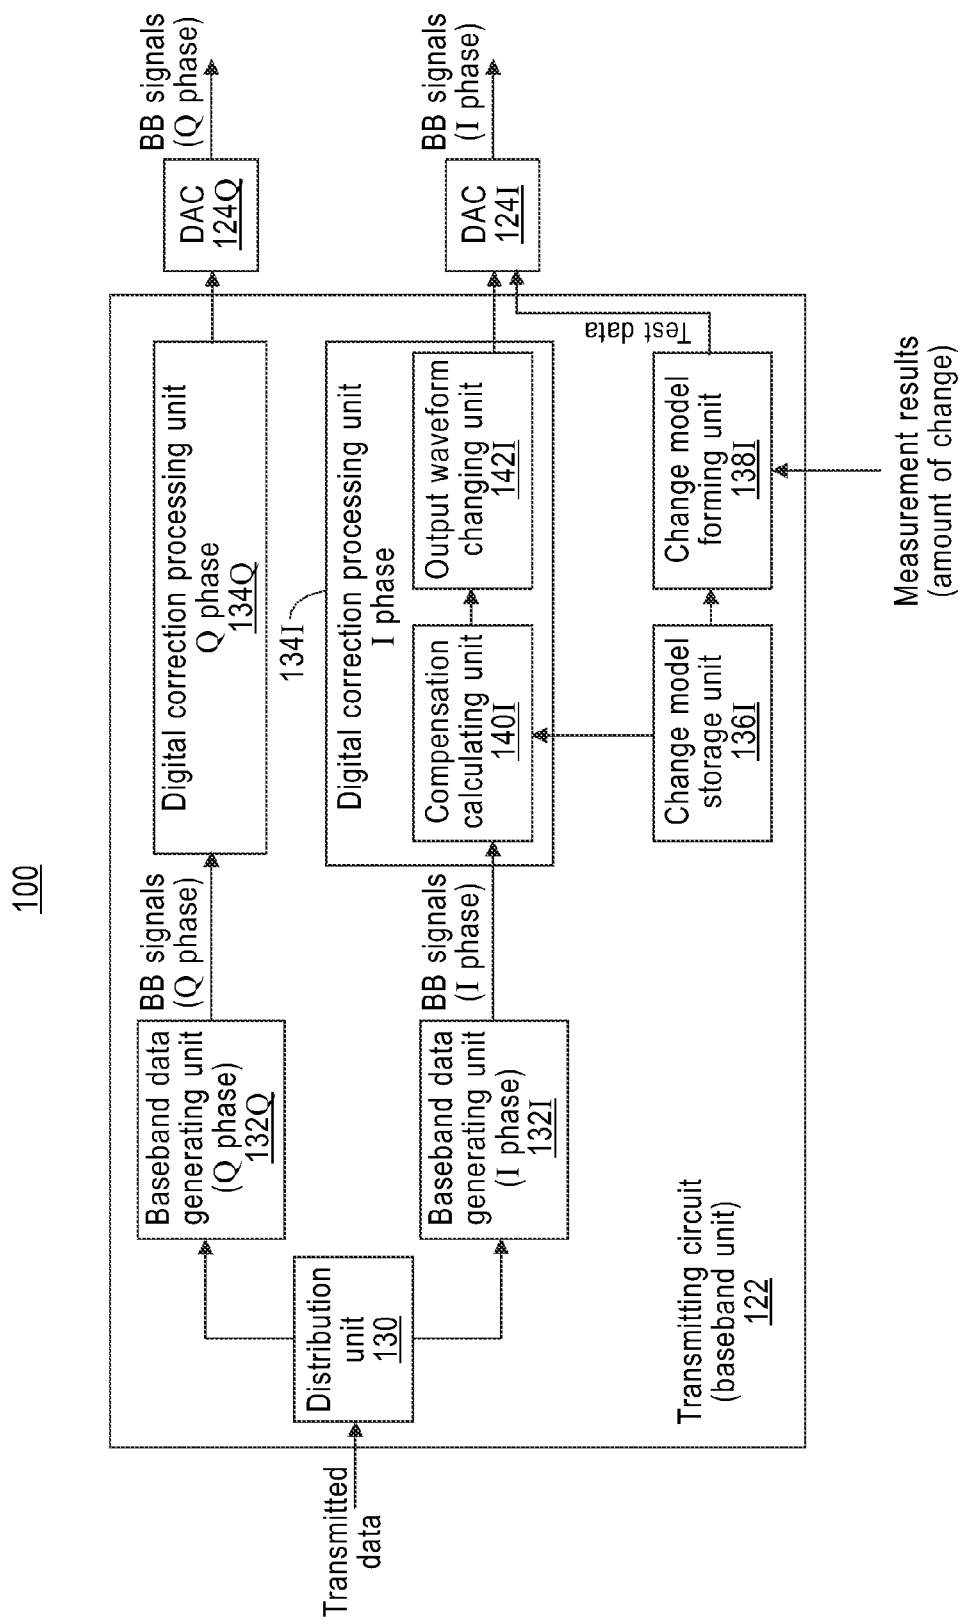 100
Transmitted
data
Distribution
unit
130
Baseband data
generating unit
(Q phase)
132Q
BB signals
(Q phase)
Digital correction processing unit
Q phase
134Q
DAC
124Q
BB signals
(Q phase)
Baseband data
generating unit
(I phase)
132I
BB signals
(I phase)
134I
Digital correction processing unit
I phase
Compensation
calculating unit
140I
Output waveform
changing unit
142I
DAC
124I
BB signals
(I phase)
Test data
Change model
storage unit
136I
Change model
forming unit
138I
Transmitting circuit
(baseband unit)
122
Measurement results
(amount of change)